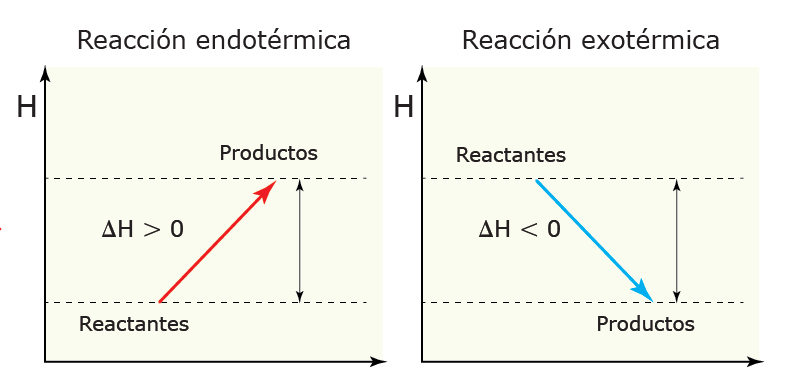 Reacción endotérmica
H
Productos
ΔH > 0
Reactantes
Reacción exotérmica
H
Reactantes
ΔH < 0
Productos